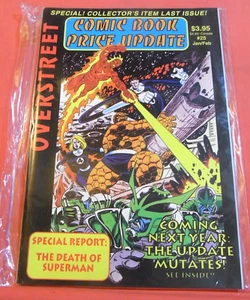 SPECIAL! COLLECTOR'S ITEM LAST ISSUE!
OVERSTREET
COMIC BOOK
PRICE UPDATE
$3.95
#25
Jan/Feb
COMING
NEXT YEAR:
THE UPDATE
MUTATES!
SEE INSIDE
SPECIAL REPORT:
THE DEATH OF
SUPERMAN